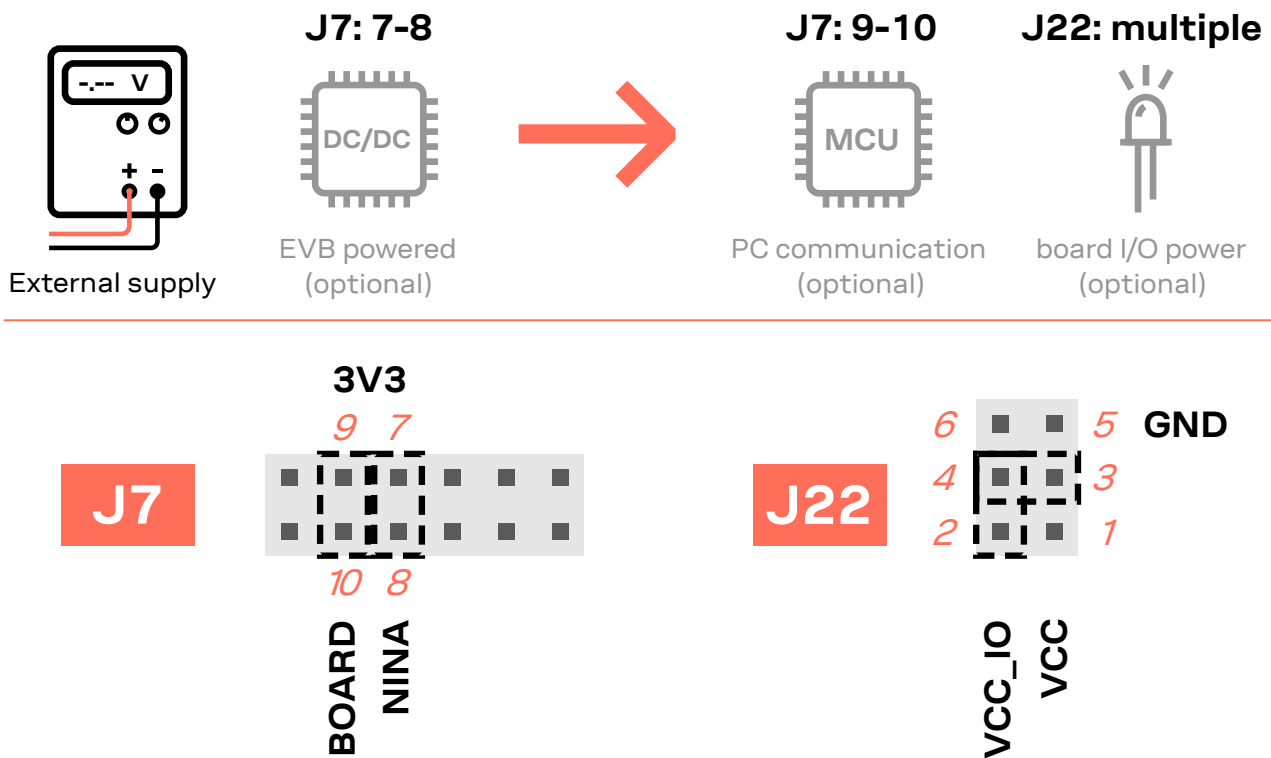 J7: 7-8
J7: 9-10
J22: multiple
-.-- V
+ -
DC/DC
MCU
External supply
EVB powered
(optional)
PC communication
(optional)
board I/O power
(optional)
3V3
9 7
J7
10 8
BOARD
NINA
6 5 GND
4 3
J22
2 1
VCC_IO
VCC